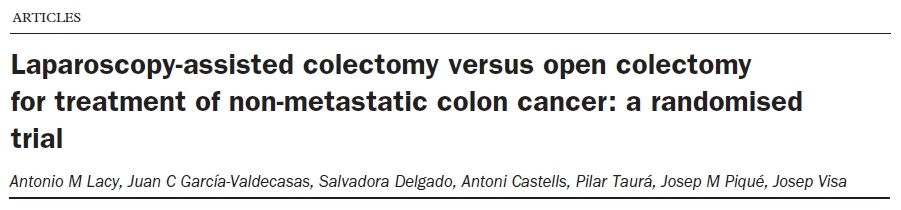 ARTICLES
Laparoscopy-assisted colectomy versus open colectomy
for treatment of non-metastatic colon cancer: a randomised
trial
Antonio M Lacy, Juan C García-Valdecasas, Salvadora Delgado, Antoni Castells, Pilar Taurá, Josep M Piqué, Josep Visa